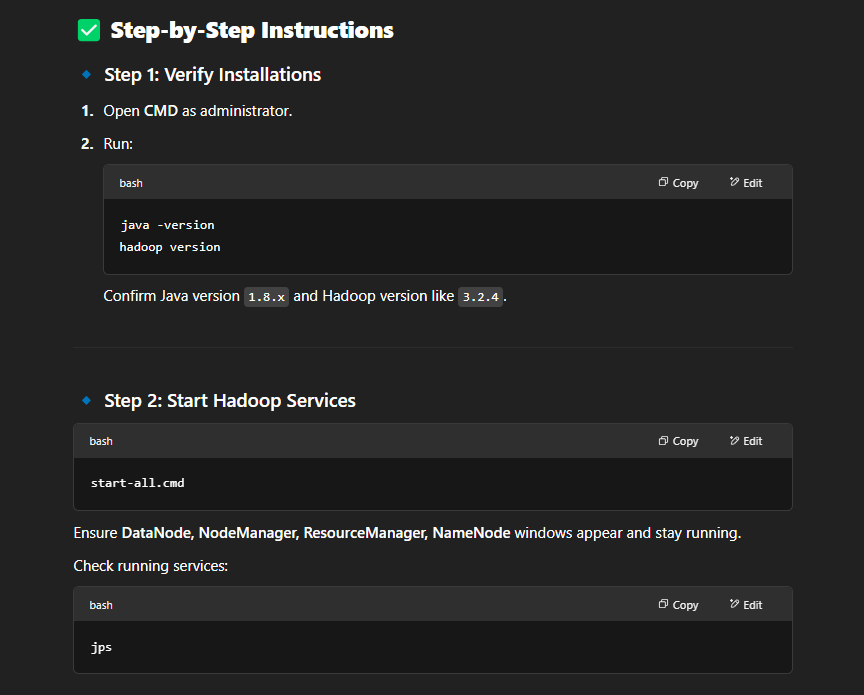 ✅ Step-by-Step Instructions
🔹 Step 1: Verify Installations
1. Open CMD as administrator.
2. Run:
bash Copy Edit
java -version
hadoop version
Confirm Java version 1.8.x and Hadoop version like 3.2.4.
🔹 Step 2: Start Hadoop Services
bash Copy Edit
start-all.cmd
Ensure DataNode, NodeManager, ResourceManager, NameNode windows appear and stay running.
Check running services:
bash Copy Edit
jps